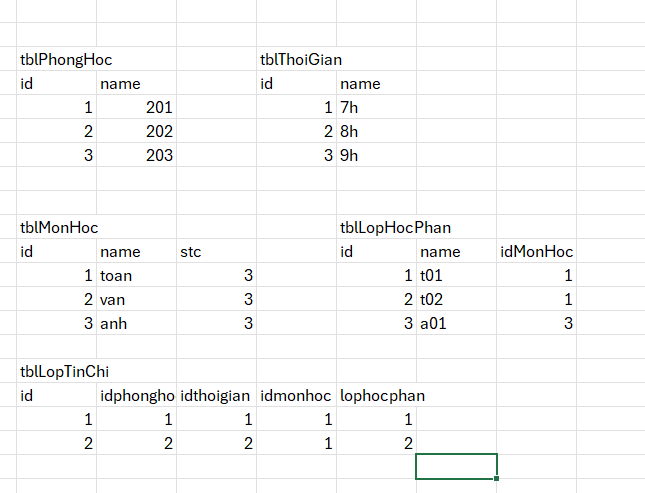 tblPhongHoc tblThoiGian
id name id name
1 201 1 7h
2 202 2 8h
3 203 3 9h
tblMonHoc tblLopHocPhan
id name stc id name idMonHoc
1 toan 3 1 t01 1
2 van 3 2 t02 1
3 anh 3 3 a01 3
tblLopTinChi
id idphongho idthoigian idmonhoc lophocphan
1 1 1 1 1
2 2 2 1 2